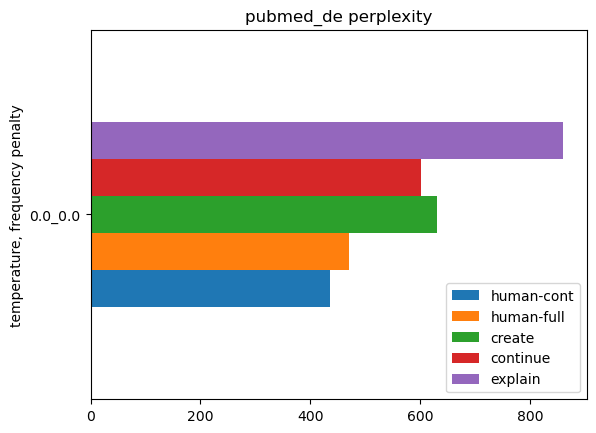 pubmed_de perplexity
temperature, frequency penalty
0.0_0.0
human-cont
human-full
create
continue
explain
0 200 400 600 800